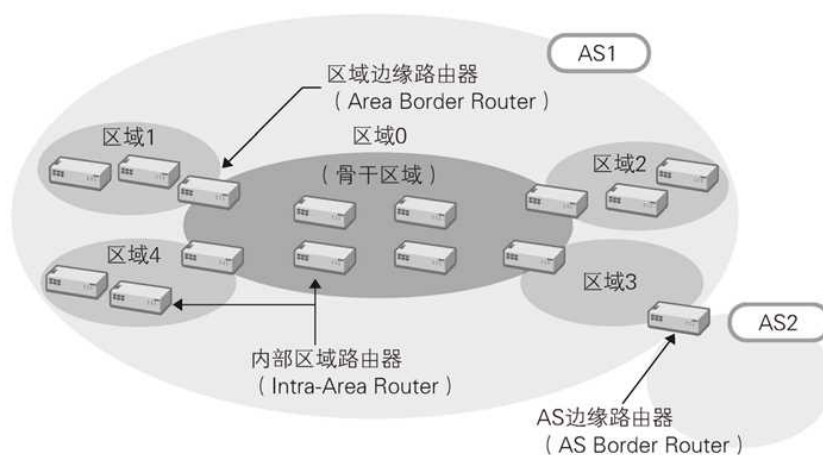 AS1
区域边缘路由器
（Area Border Router）
区域1
区域0
（骨干区域）
区域2
区域4
区域3
AS2
内部区域路由器
（Intra-Area Router）
AS边缘路由器
（AS Border Router）